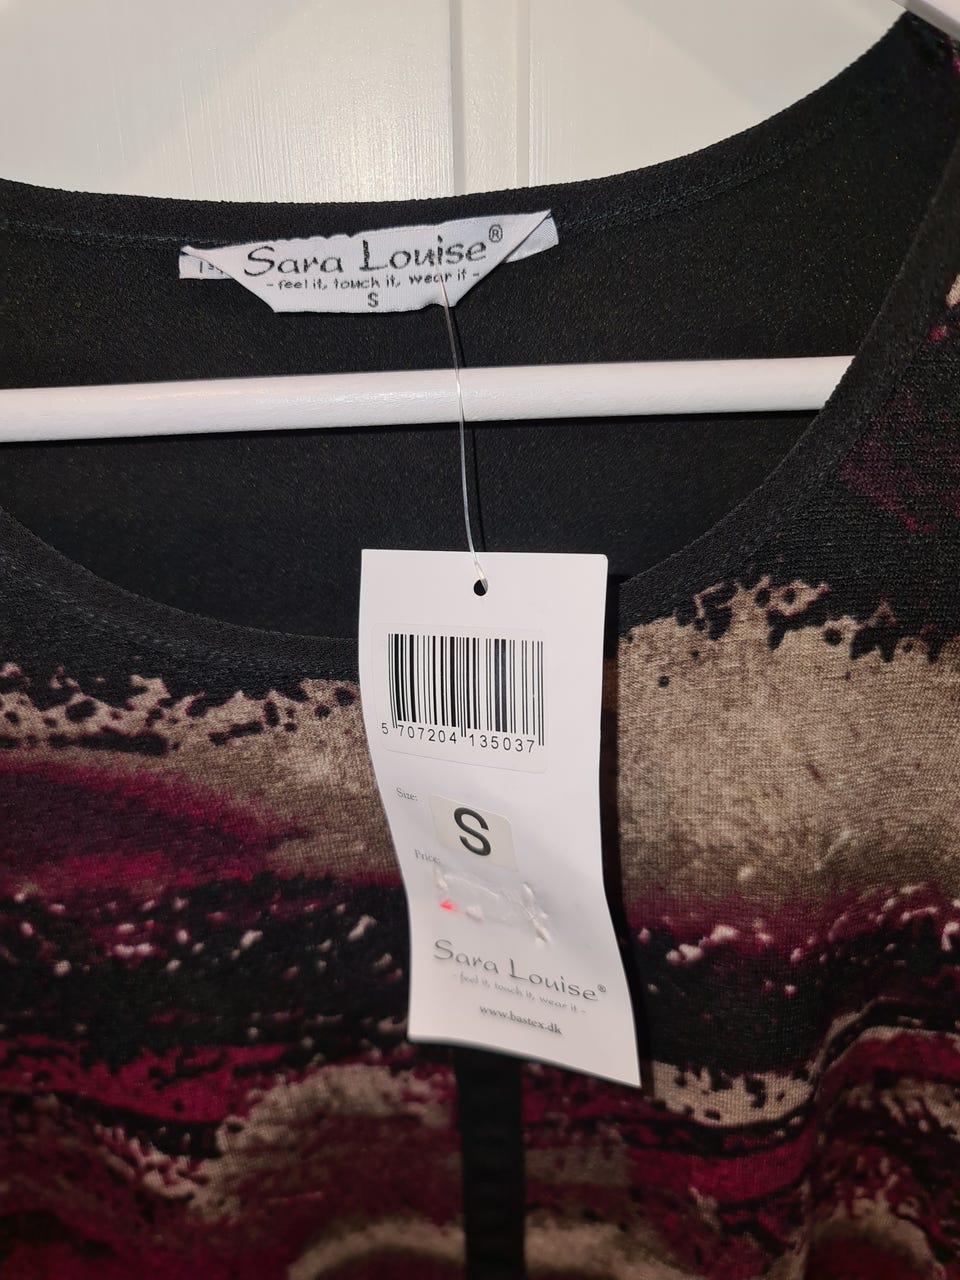 Sara Louise®
- feel it, touch it, wear it -
S
5 707204 135037
Size:
S
Price:
Sara Louise®
- feel it, touch it, wear it -
www.bastex.dk